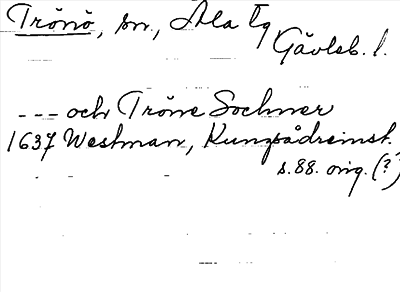 Trönö, sn., Ala tg
Gävleb. l.
--- och Tröne Sochner
1637 Westman, Kungsådreinst.
s. 88. orig. (?)